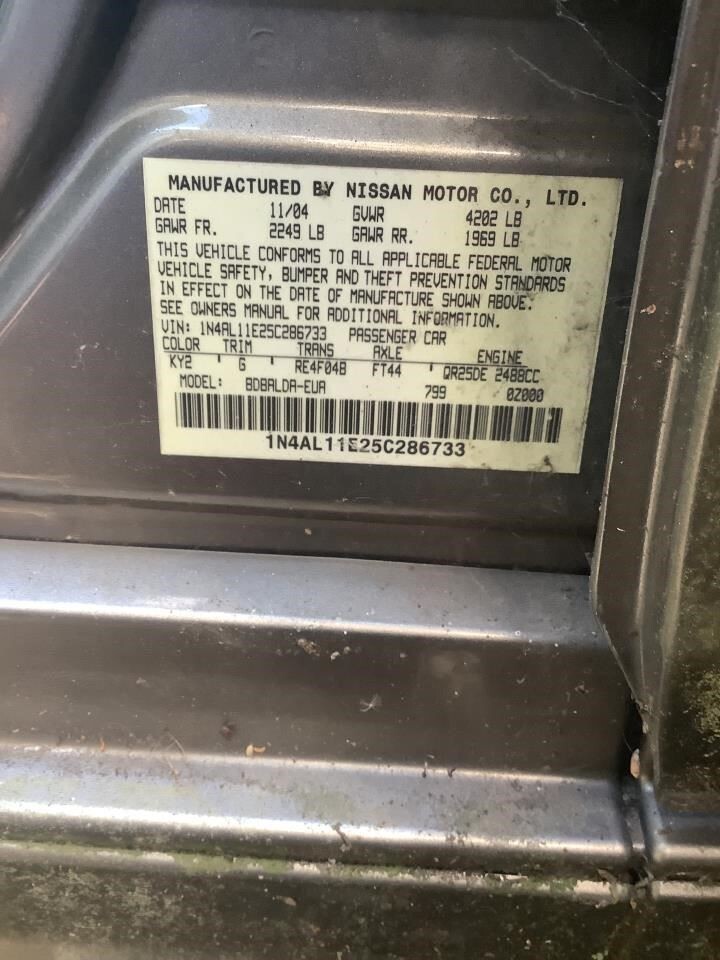 MANUFACTURED BY NISSAN MOTOR CO., LTD.
DATE 11/04 GVWR 4202 LB
GAWR FR. 2249 LB GAWR RR. 1969 LB
THIS VEHICLE CONFORMS TO ALL APPLICABLE FEDERAL MOTOR
VEHICLE SAFETY, BUMPER AND THEFT PREVENTION STANDARDS
IN EFFECT ON THE DATE OF MANUFACTURE SHOWN ABOVE.
SEE OWNERS MANUAL FOR ADDITIONAL INFORMATION.
VIN: 1N4AL11E25C286733 PASSENGER CAR
COLOR TRIM TRANS AXLE ENGINE
KY2 G RE4F04B FT44 QR25DE 2488CC
MODEL: BDBALDA-EUA 799 0Z000
1N4AL11E25C286733